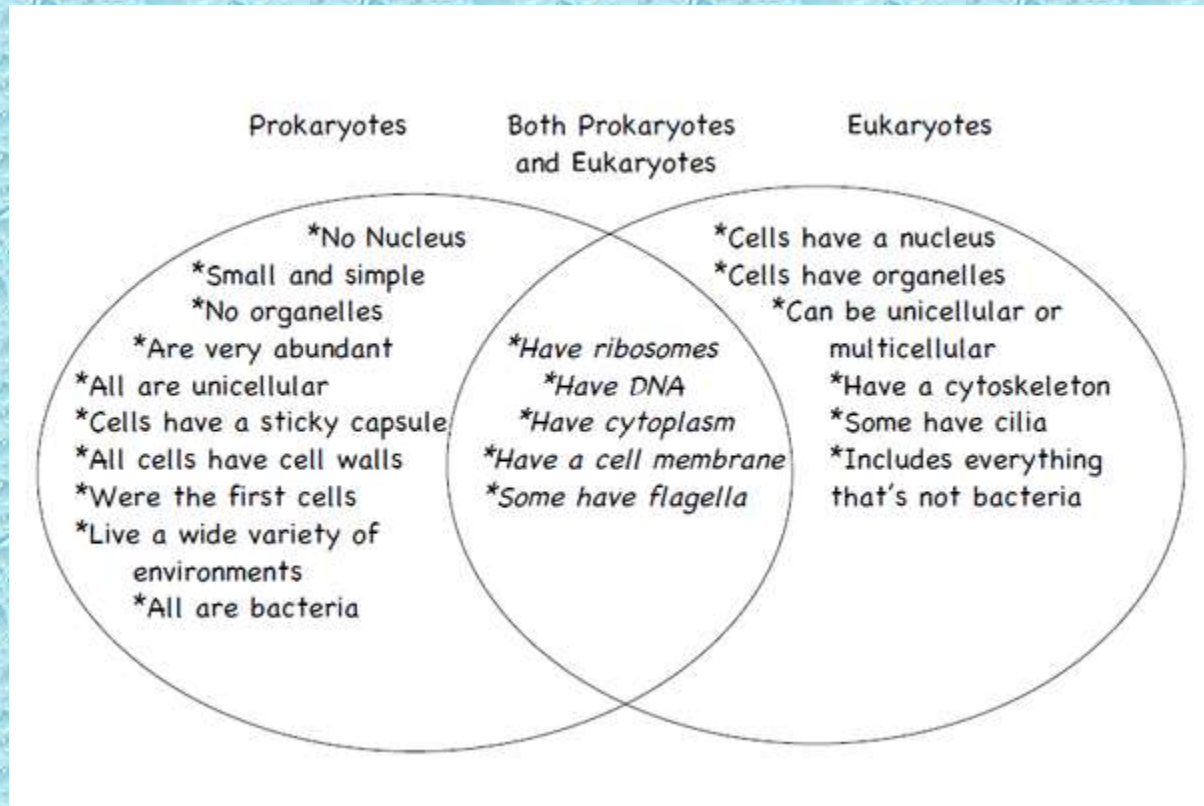 Prokaryotes
Both Prokaryotes
and Eukaryotes
Eukaryotes
*No Nucleus
*Small and simple
*No organelles
*Are very abundant
*All are unicellular
*Cells have a sticky capsule
*All cells have cell walls
*Were the first cells
*Live a wide variety of
environments
*All are bacteria
*Have ribosomes
*Have DNA
*Have cytoplasm
*Have a cell membrane
*Some have flagella
*Cells have a nucleus
*Cells have organelles
*Can be unicellular or
multicellular
*Have a cytoskeleton
*Some have cilia
*Includes everything
that's not bacteria